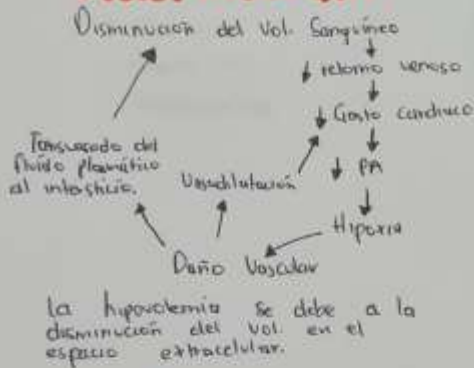 Disminución del Vol. Sanguíneo
↓ retorno venoso
↓ Gasto cardiaco
↓ PA
Hipoxia
Daño Vascular
Vasodilatación
Transvasado del
fluido plasmático
al intersticio.
La hipovolemia se debe a la
disminución del vol. en el
espacio extracelular.